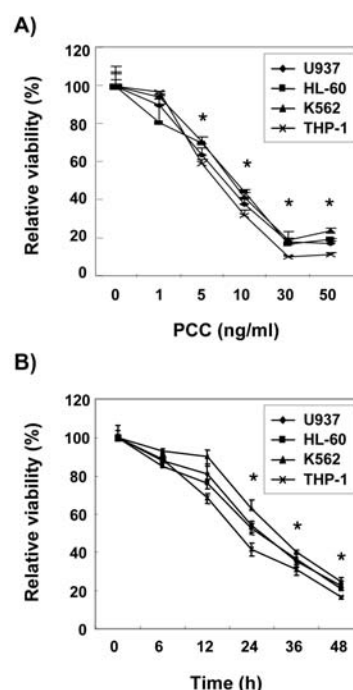 A)
120
100
80
60
40
20
0
Relative viability (%)
U937
HL-60
K562
THP-1
*
*
*
*
0 1 5 10 30 50
PCC (ng/ml)
B)
120
100
80
60
40
20
0
Relative viability (%)
U937
HL-60
K562
THP-1
*
*
*
0 6 12 24 36 48
Time (h)